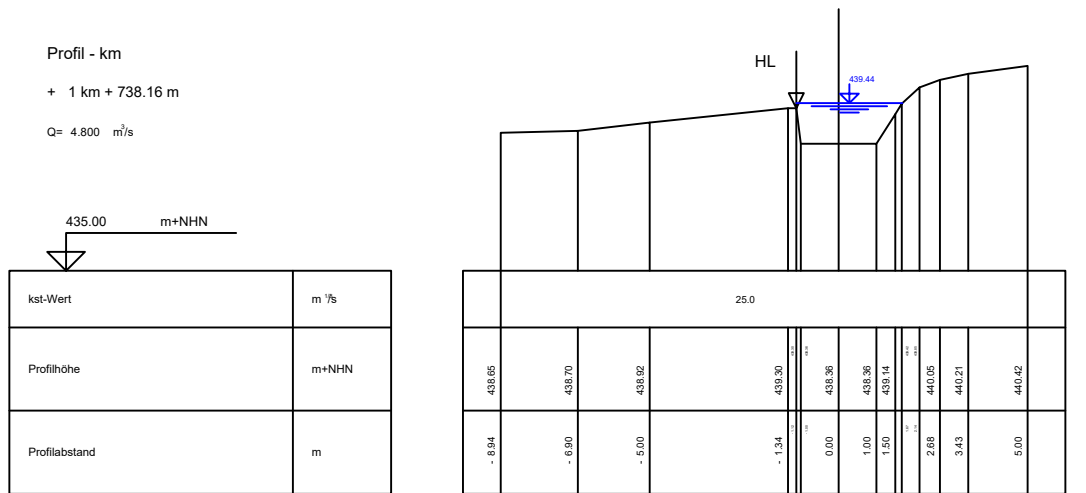 Profil - km
+ 1 km + 738.16 m
Q= 4.800 m³/s
HL
439.44
435.00 m+NHN
kst-Wert m ¹/³/s 25.0
Profilhöhe m+NHN 438.65 438.70 438.92 439.30 438.36 438.36 439.14 440.05 440.21 440.42
Profilabstand m - 8.94 - 6.90 - 5.00 - 1.34 0.00 1.00 1.50 2.68 3.43 5.00